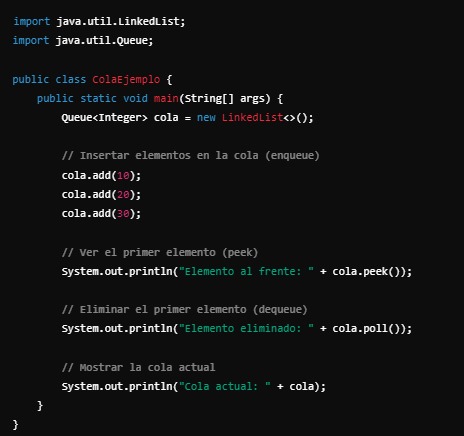 import java.util.LinkedList;
import java.util.Queue;

public class ColaEjemplo {
    public static void main(String[] args) {
        Queue<Integer> cola = new LinkedList<>();

        // Insertar elementos en la cola (enqueue)
        cola.add(10);
        cola.add(20);
        cola.add(30);

        // Ver el primer elemento (peek)
        System.out.println("Elemento al frente: " + cola.peek());

        // Eliminar el primer elemento (dequeue)
        System.out.println("Elemento eliminado: " + cola.poll());

        // Mostrar la cola actual
        System.out.println("Cola actual: " + cola);
    }
}